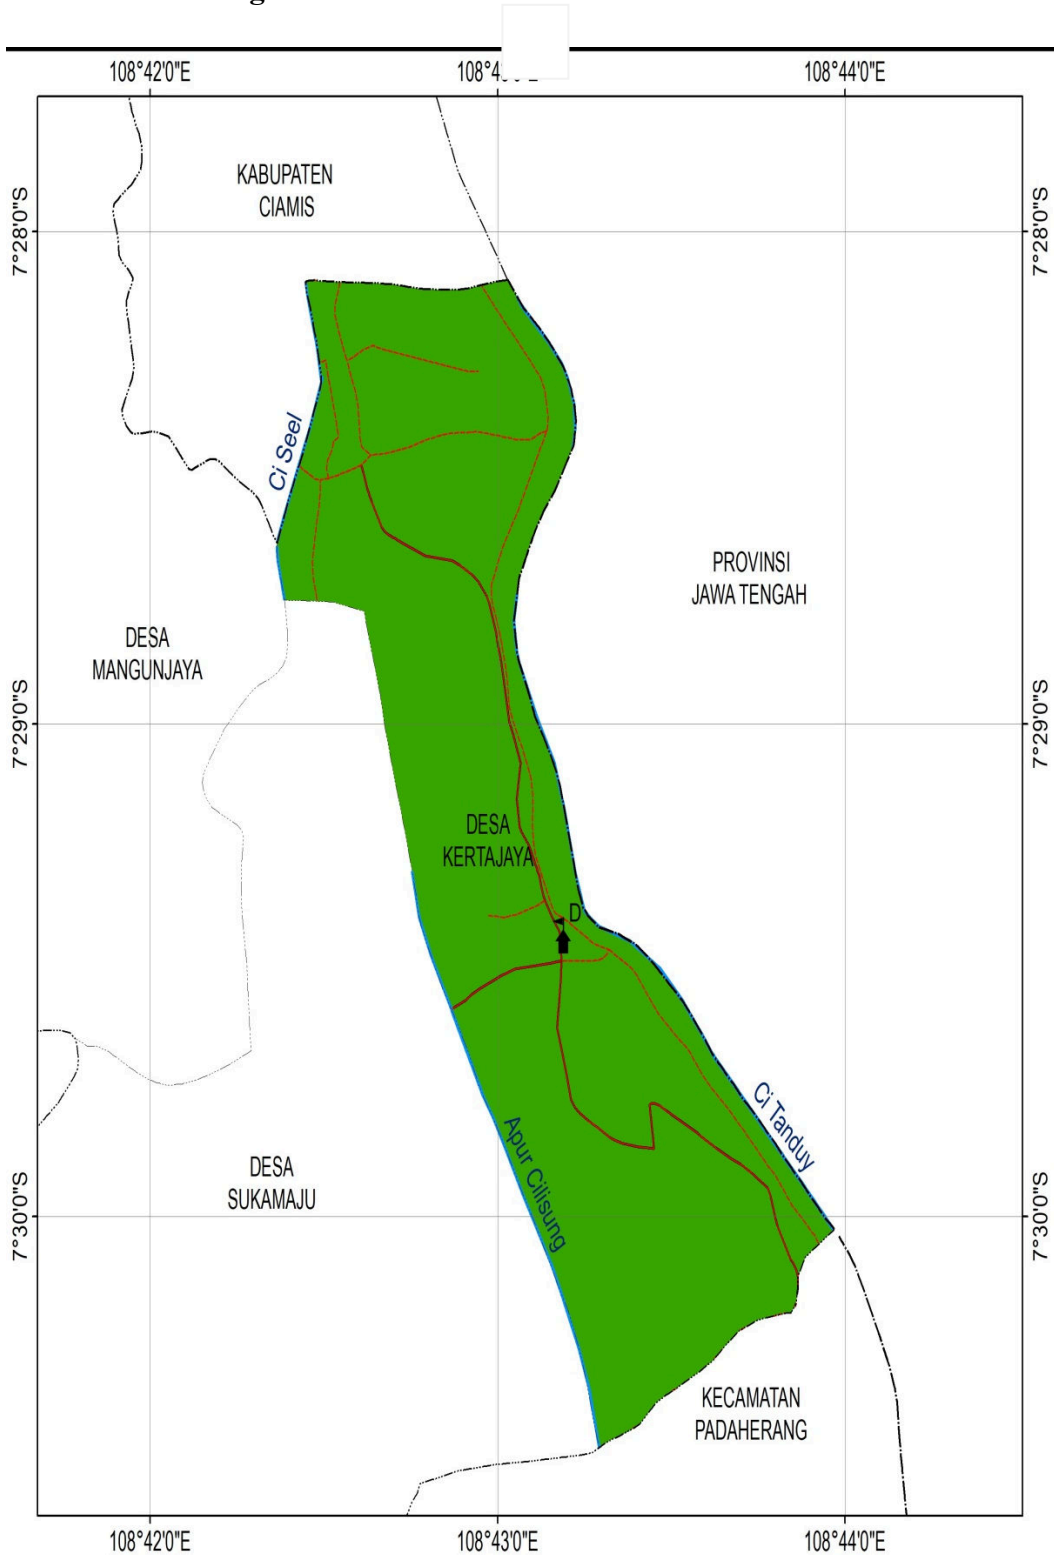 108°42'0"E
108°44'0"E
KABUPATEN
CIAMIS
7°28'0"S
7°28'0"S
Ci Seel
PROVINSI
JAWA TENGAH
DESA
MANGUNJAYA
7°29'0"S
7°29'0"S
DESA
KERTAJAYA
D
Ci Tanduy
Apur Cilisung
DESA
SUKAMAJU
7°30'0"S
7°30'0"S
KECAMATAN
PADAHERANG
108°42'0"E
108°43'0"E
108°44'0"E